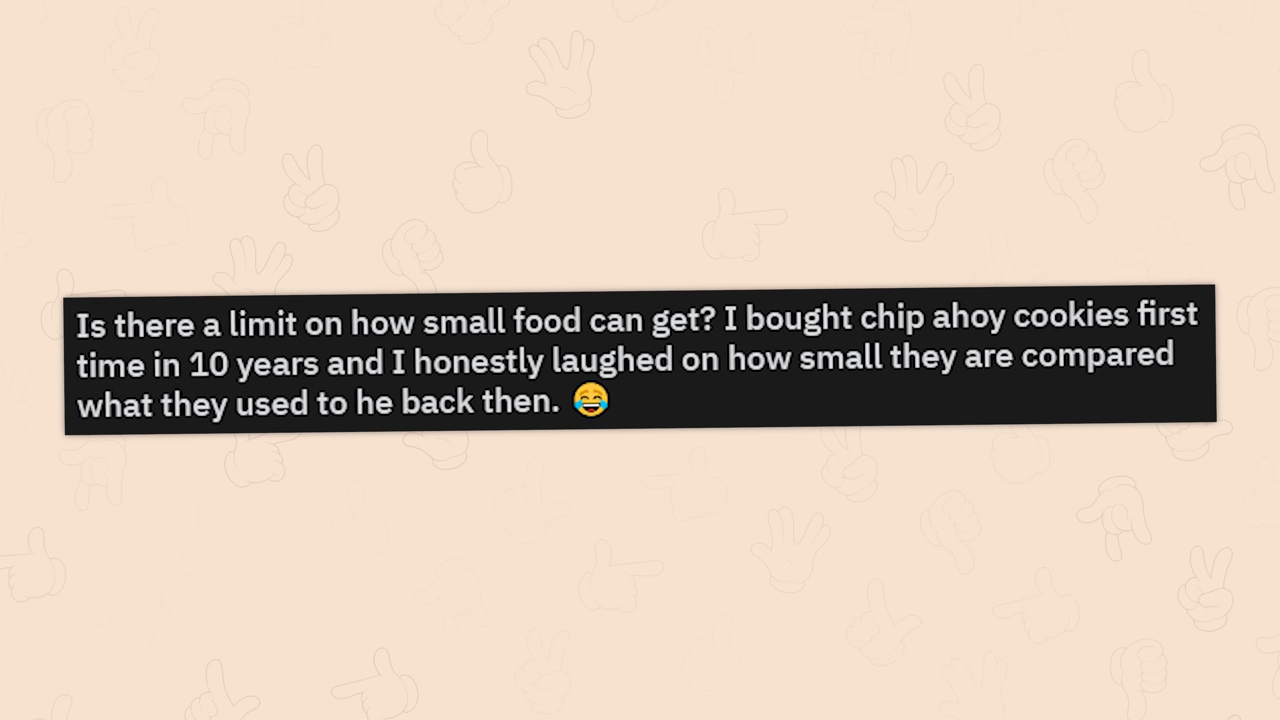 Is there a limit on how small food can get? I bought chip ahoy cookies first
time in 10 years and I honestly laughed on how small they are compared
what they used to he back then. 😂